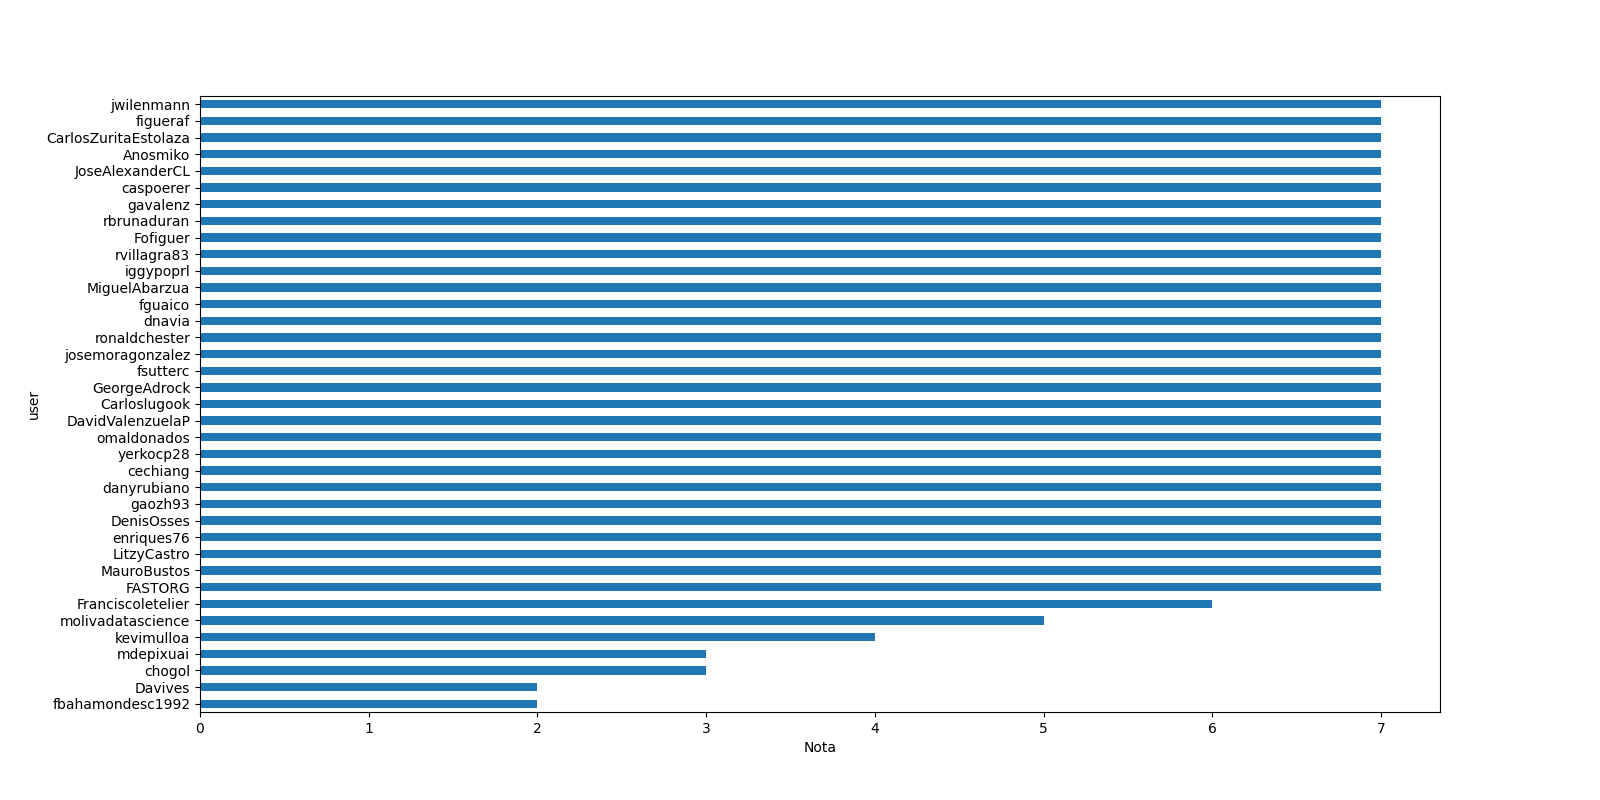 jwilenmann
figueraf
CarlosZuritaEstolaza
Anosmiko
JoseAlexanderCL
caspoerer
gavalenz
rbrunaduran
Fofiguer
rvillagra83
iggypoprl
MiguelAbarzua
fguaico
dnavia
ronaldchester
josemoragonzalez
fsutterc
GeorgeAdrock
Carloslugook
DavidValenzuelaP
omaldonados
yerkocp28
cechiang
danyrubiano
gaozh93
DenisOsses
enriques76
LitzyCastro
MauroBustos
FASTORG
Franciscoletelier
molivadatascience
kevimulloa
mdepixuai
chogol
Davives
fbahamondesc1992
user
0 1 2 3 4 5 6 7
Nota